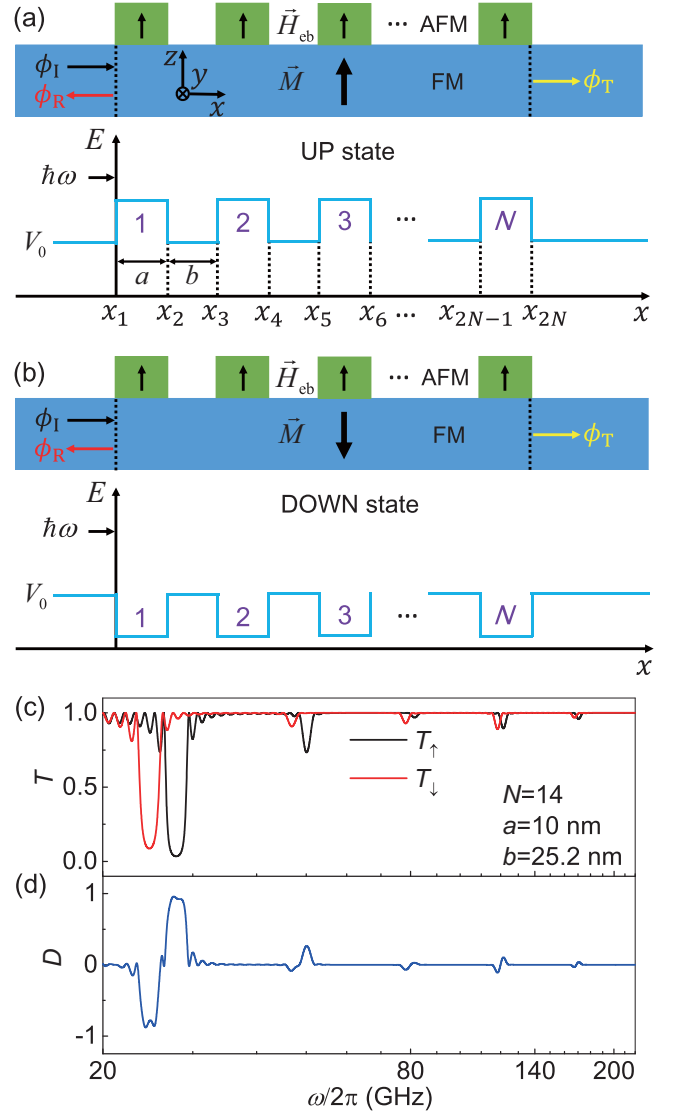 (a)
H⃗eb ... AFM
ϕI z y x M⃗ FM ϕT
ϕR
E UP state
ħω
1 2 3 ... N
V0
a b
x1 x2 x3 x4 x5 x6 ... x2N−1 x2N x
(b)
H⃗eb ... AFM
ϕI M⃗ FM ϕT
ϕR
E DOWN state
ħω
V0
1 2 3 ... N
x
(c)
1.0
T↑
T↓
T 0.5 N=14
a=10 nm
0.0 b=25.2 nm
(d)
1
D 0
-1
20 80 140 200
ω/2π (GHz)